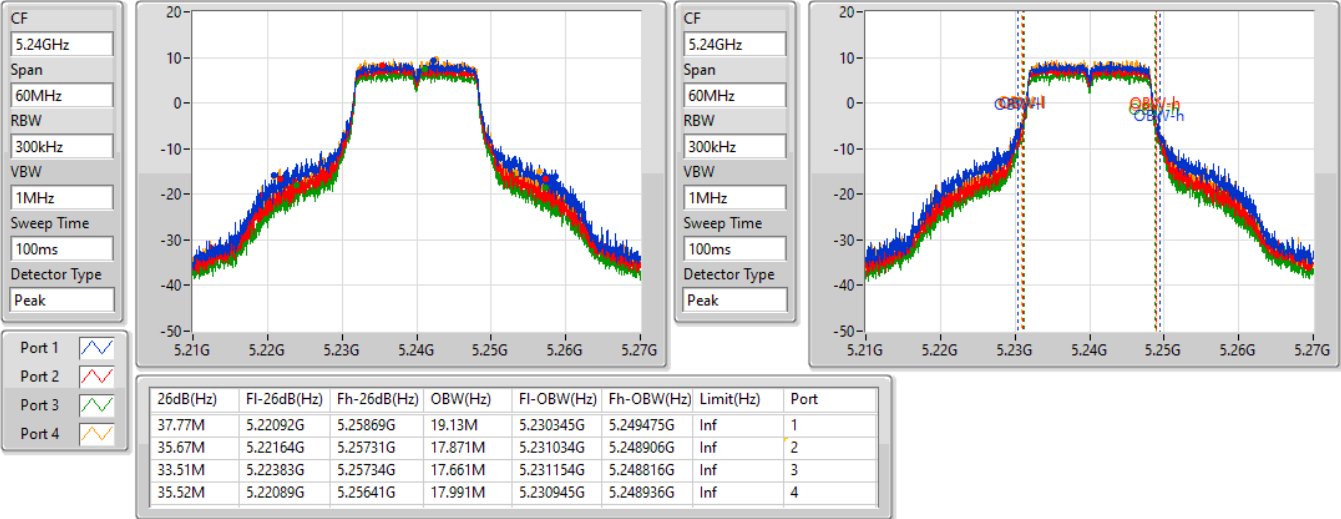 CF
5.24GHz
Span
60MHz
RBW
300kHz
VBW
1MHz
Sweep Time
100ms
Detector Type
Peak
20
10
0
-10
-20
-30
-40
-50
5.21G 5.22G 5.23G 5.24G 5.25G 5.26G 5.27G
CF
5.24GHz
Span
60MHz
RBW
300kHz
VBW
1MHz
Sweep Time
100ms
Detector Type
Peak
20
10
0
-10
-20
-30
-40
-50
OBW-l
OBW-h
OBW-h
5.21G 5.22G 5.23G 5.24G 5.25G 5.26G 5.27G
Port 1
Port 2
Port 3
Port 4
26dB(Hz) Fl-26dB(Hz) Fh-26dB(Hz) OBW(Hz) Fl-OBW(Hz) Fh-OBW(Hz) Limit(Hz) Port
37.77M 5.22092G 5.25869G 19.13M 5.230345G 5.249475G Inf 1
35.67M 5.22164G 5.25731G 17.871M 5.231034G 5.248906G Inf 2
33.51M 5.22383G 5.25734G 17.661M 5.231154G 5.248816G Inf 3
35.52M 5.22089G 5.25641G 17.991M 5.230945G 5.248936G Inf 4